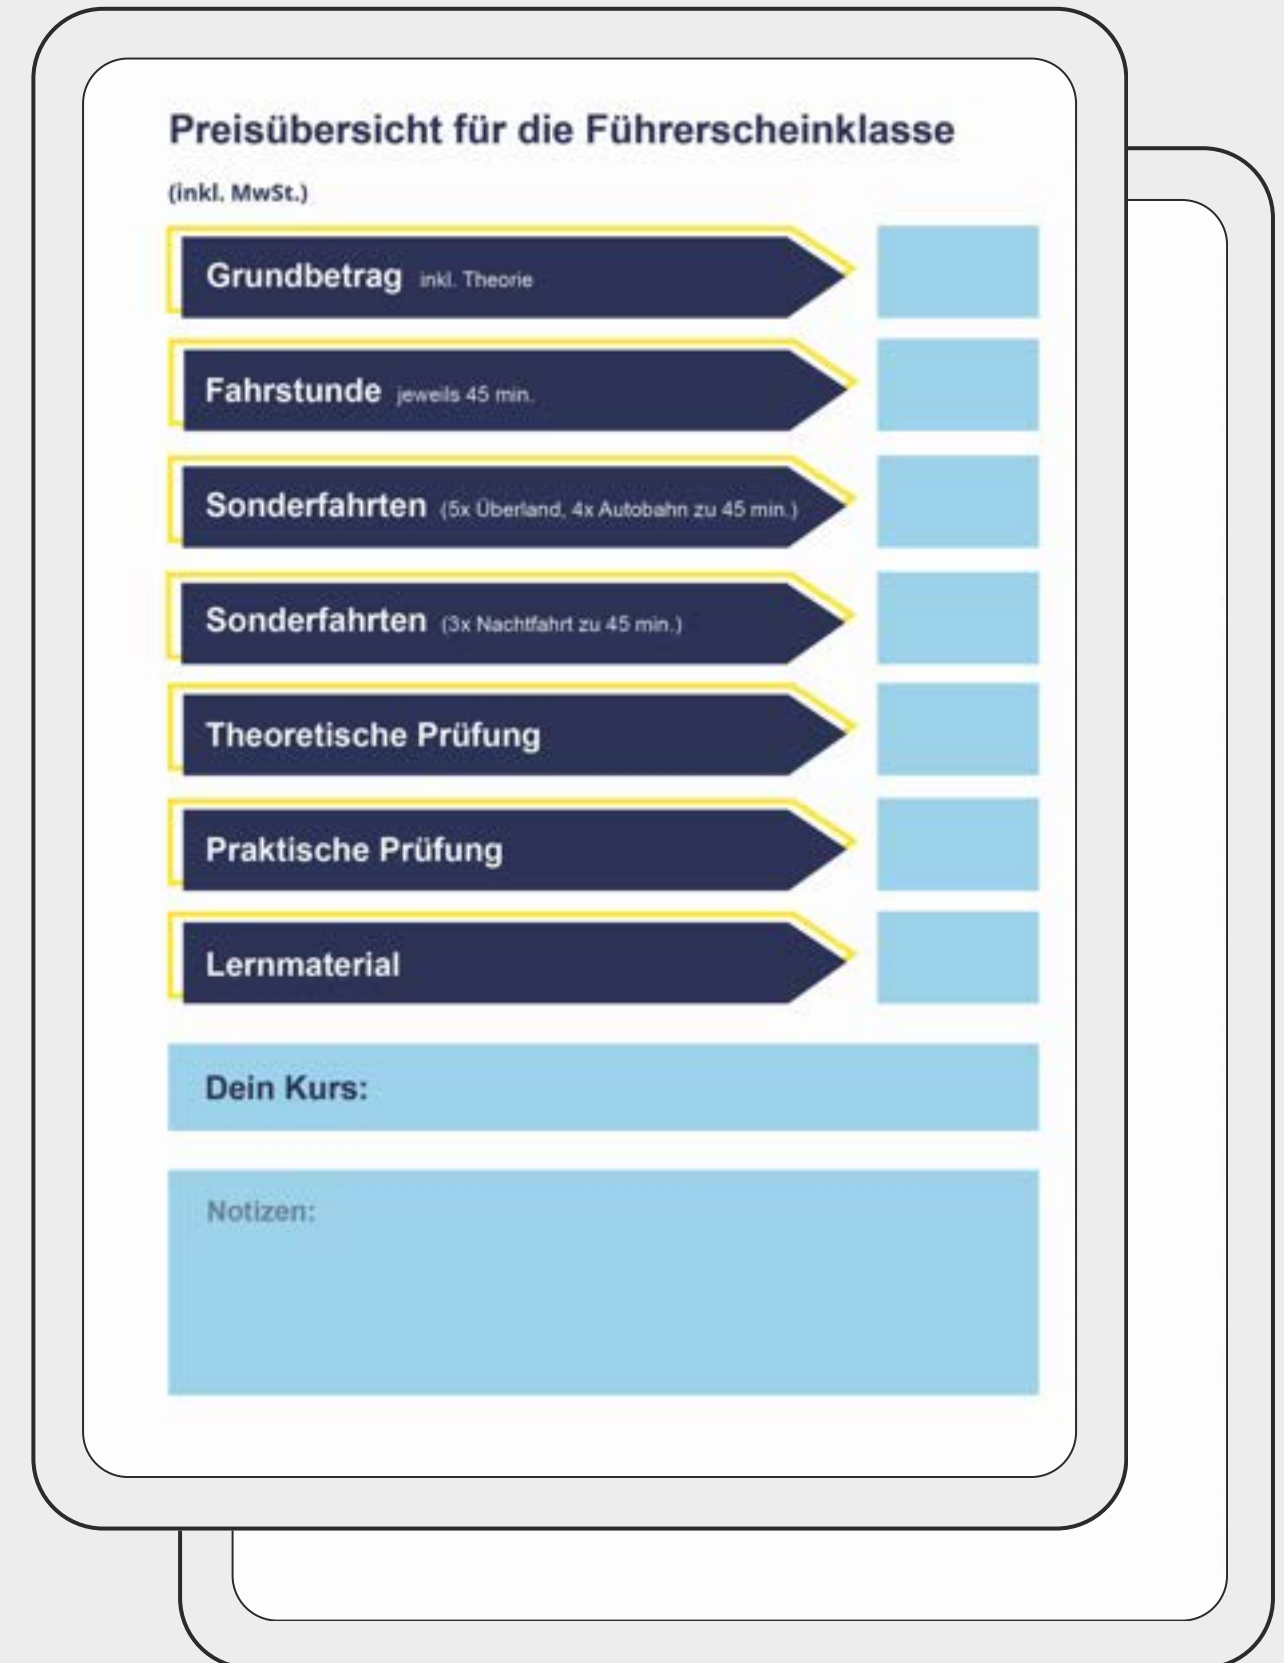 Preisübersicht für die Führerscheinklasse
(inkl. MwSt.)
Grundbetrag inkl. Theorie
Fahrstunde jeweils 45 min.
Sonderfahrten (5x Überland, 4x Autobahn zu 45 min.)
Sonderfahrten (3x Nachtfahrt zu 45 min.)
Theoretische Prüfung
Praktische Prüfung
Lernmaterial
Dein Kurs:
Notizen: